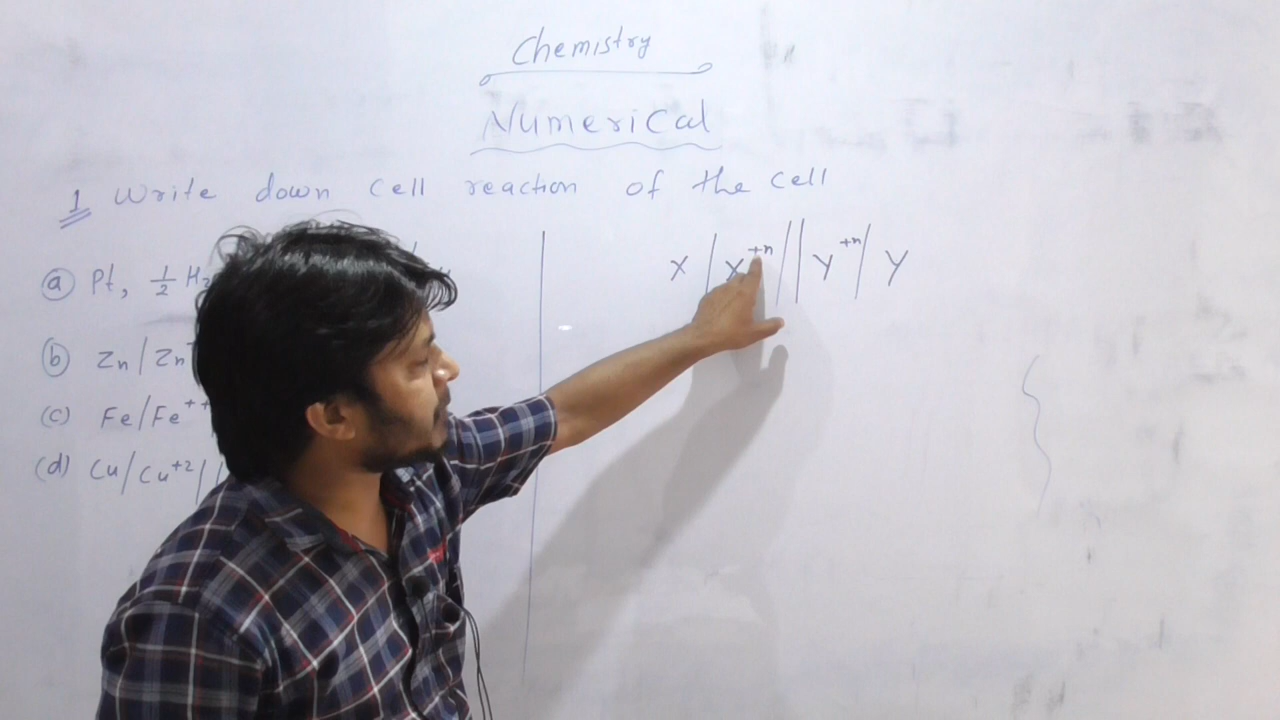 Chemistry
Numerical
1 Write down cell reaction of the cell
(a) Pt, 1/2 H2
(b) Zn/Zn
(c) Fe/Fe++
(d) Cu/Cu+2||
X | X+n || Y+n | Y